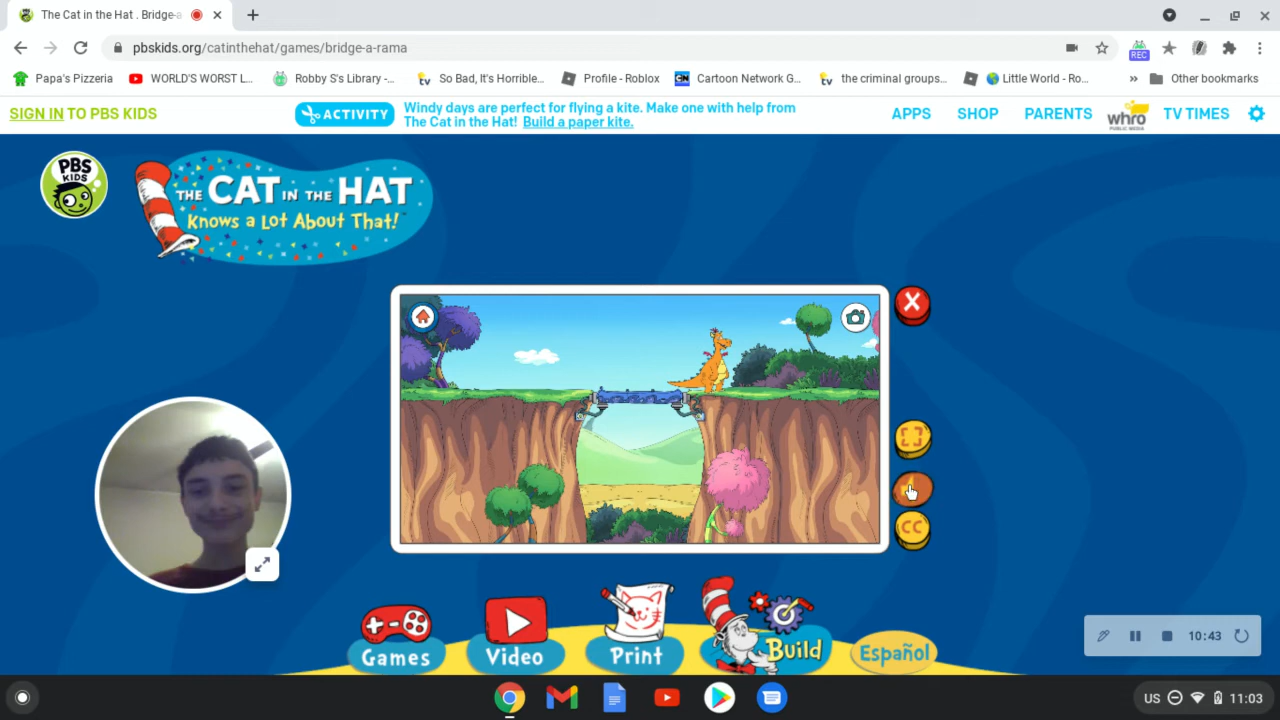 The Cat in the Hat . Bridge-a
pbskids.org/catinthehat/games/bridge-a-rama
REC
Papa's Pizzeria
WORLD'S WORST L...
Robby S's Library -...
So Bad, It's Horrible...
Profile - Roblox
Cartoon Network G...
the criminal groups...
Little World - Ro...
»
Other bookmarks
SIGN IN TO PBS KIDS
ACTIVITY
Windy days are perfect for flying a kite. Make one with help from
The Cat in the Hat! Build a paper kite.
APPS
SHOP
PARENTS
whro
PUBLIC MEDIA
TV TIMES
PBS
KIDS
THE CAT IN THE HAT
Knows a Lot About That!
CC
Games
Video
Print
Build
Español
10:43
US
11:03